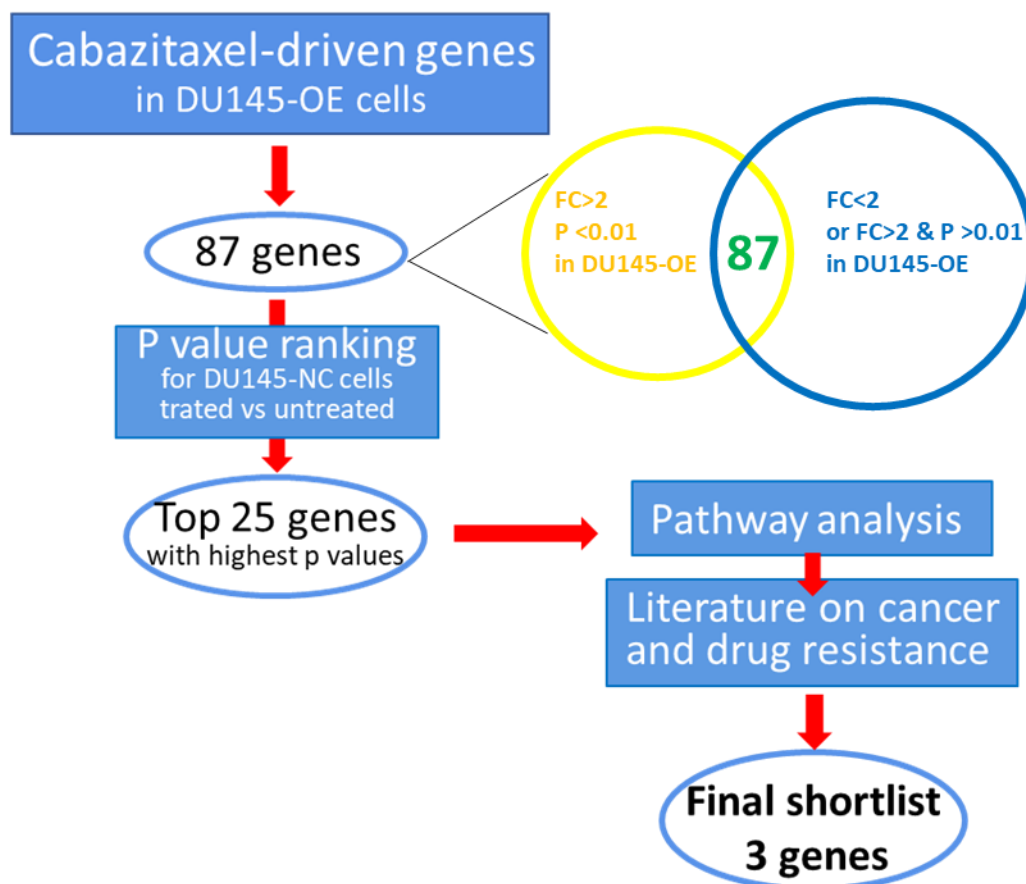 Cabazitaxel-driven genes
in DU145-OE cells
87 genes
FC>2
P <0.01
in DU145-OE
87
FC<2
or FC>2 & P >0.01
in DU145-OE
P value ranking
for DU145-NC cells
trated vs untreated
Top 25 genes
with highest p values
Pathway analysis
Literature on cancer
and drug resistance
Final shortlist
3 genes